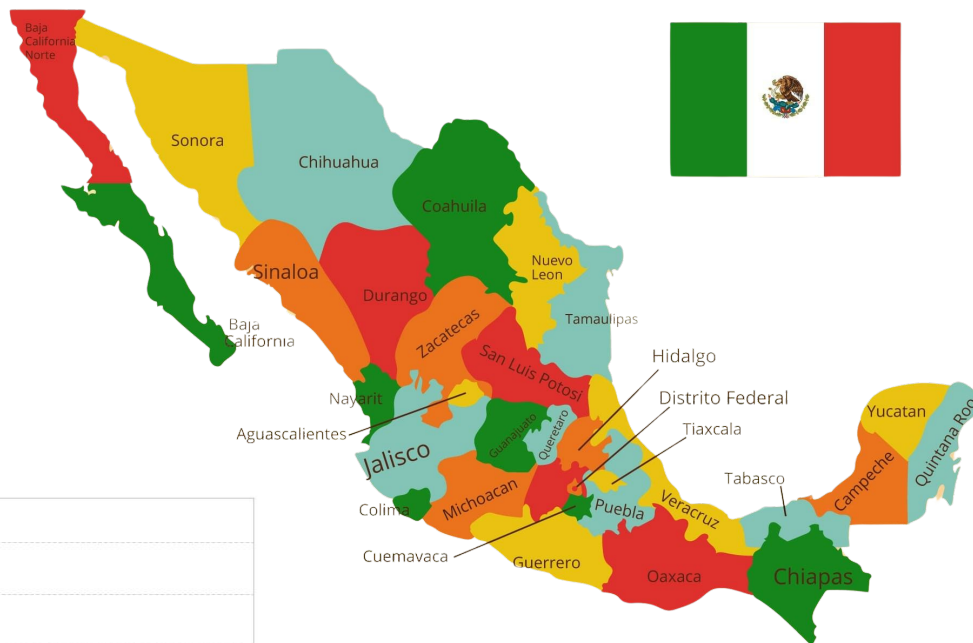 Baja
California
Norte
Sonora
Chihuahua
Coahuila
Nuevo
Leon
Tamaulipas
Sinaloa
Durango
Zacatecas
San Luis Potosi
Baja
California
Nayarit
Aguascalientes
Jalisco
Guanajuato
Queretaro
Hidalgo
Distrito Federal
Tiaxcala
Colima
Michoacan
Cuemavaca
Guerrero
Puebla
Veracruz
Oaxaca
Tabasco
Chiapas
Campeche
Yucatan
Quintana Roo